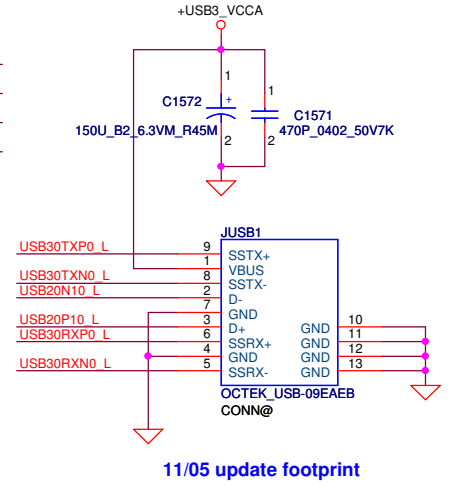 +USB3_VCCA
1
1
C1572
+
C1571
150U_B2_6.3VM_R45M
470P_0402_50V7K
2
2
JUSB1
USB30TXP0_L 9 SSTX+
1 VBUS
USB30TXN0_L 8 SSTX-
USB20N10_L 2 D-
7 GND
USB20P10_L 3 D+ GND 10
USB30RXP0_L 6 SSRX+ GND 11
4 GND GND 12
USB30RXN0_L 5 SSRX- GND 13
OCTEK_USB-09EAEB
CONN@
11/05 update footprint